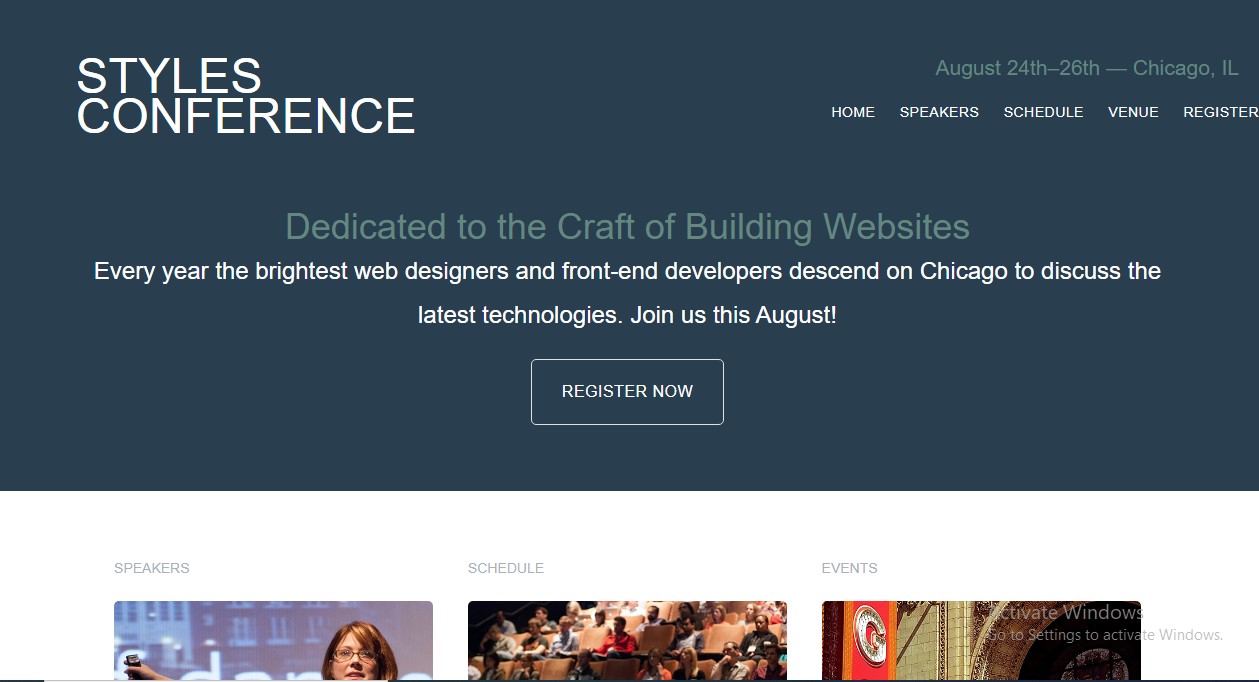 STYLES
CONFERENCE
August 24th–26th — Chicago, IL
HOME SPEAKERS SCHEDULE VENUE REGISTER
Dedicated to the Craft of Building Websites
Every year the brightest web designers and front-end developers descend on Chicago to discuss the
latest technologies. Join us this August!
REGISTER NOW
SPEAKERS SCHEDULE EVENTS
Activate Windows
Go to Settings to activate Windows.